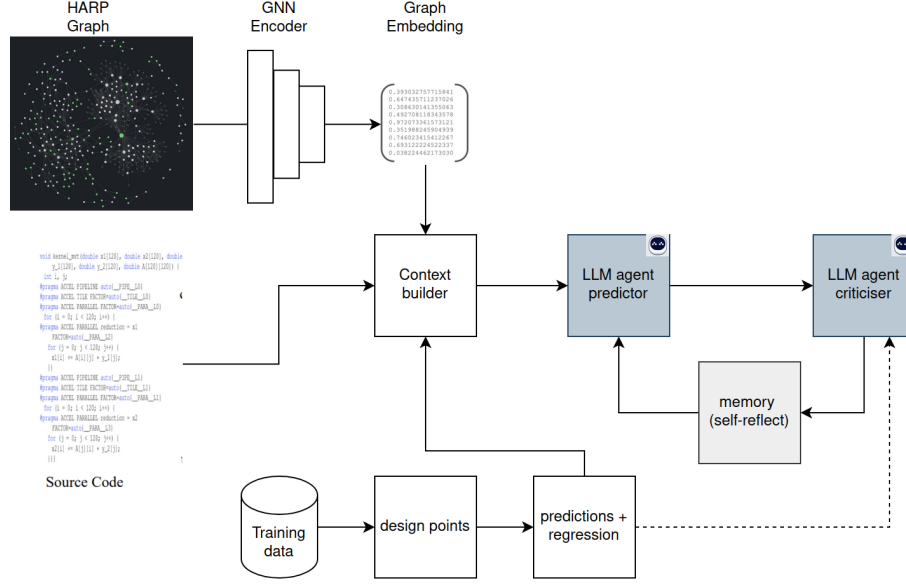 HARP
Graph
GNN
Encoder
Graph
Embedding
0.393032757715861
0.647435711237026
0.308630141355063
0.492708118343578
0.972073361573121
0.351988245904939
0.746023415412267
0.693122224522337
0.038224462173030
void kernel_mvt(double x1[120], double x2[120], double
y_1[120], double y_2[120], double A[120][120]) {
int i, j;
#pragma ACCEL PIPELINE auto{__PIPE__L0}
#pragma ACCEL TILE FACTOR=auto{__TILE__L0}
#pragma ACCEL PARALLEL FACTOR=auto{__PARA__L0}
for (i = 0; i < 120; i++) {
#pragma ACCEL PARALLEL reduction = x1
FACTOR=auto{__PARA__L2}
for (j = 0; j < 120; j++) {
x1[i] += A[i][j] * y_1[j];
}}
#pragma ACCEL PIPELINE auto{__PIPE__L1}
#pragma ACCEL TILE FACTOR=auto{__TILE__L1}
#pragma ACCEL PARALLEL FACTOR=auto{__PARA__L1}
for (i = 0; i < 120; i++) {
#pragma ACCEL PARALLEL reduction = x2
FACTOR=auto{__PARA__L3}
for (j = 0; j < 120; j++) {
x2[i] += A[j][i] * y_2[j];
}}}
Source Code
Context
builder
LLM agent
predictor
LLM agent
criticiser
memory
(self-reflect)
Training
data
design points
predictions +
regression